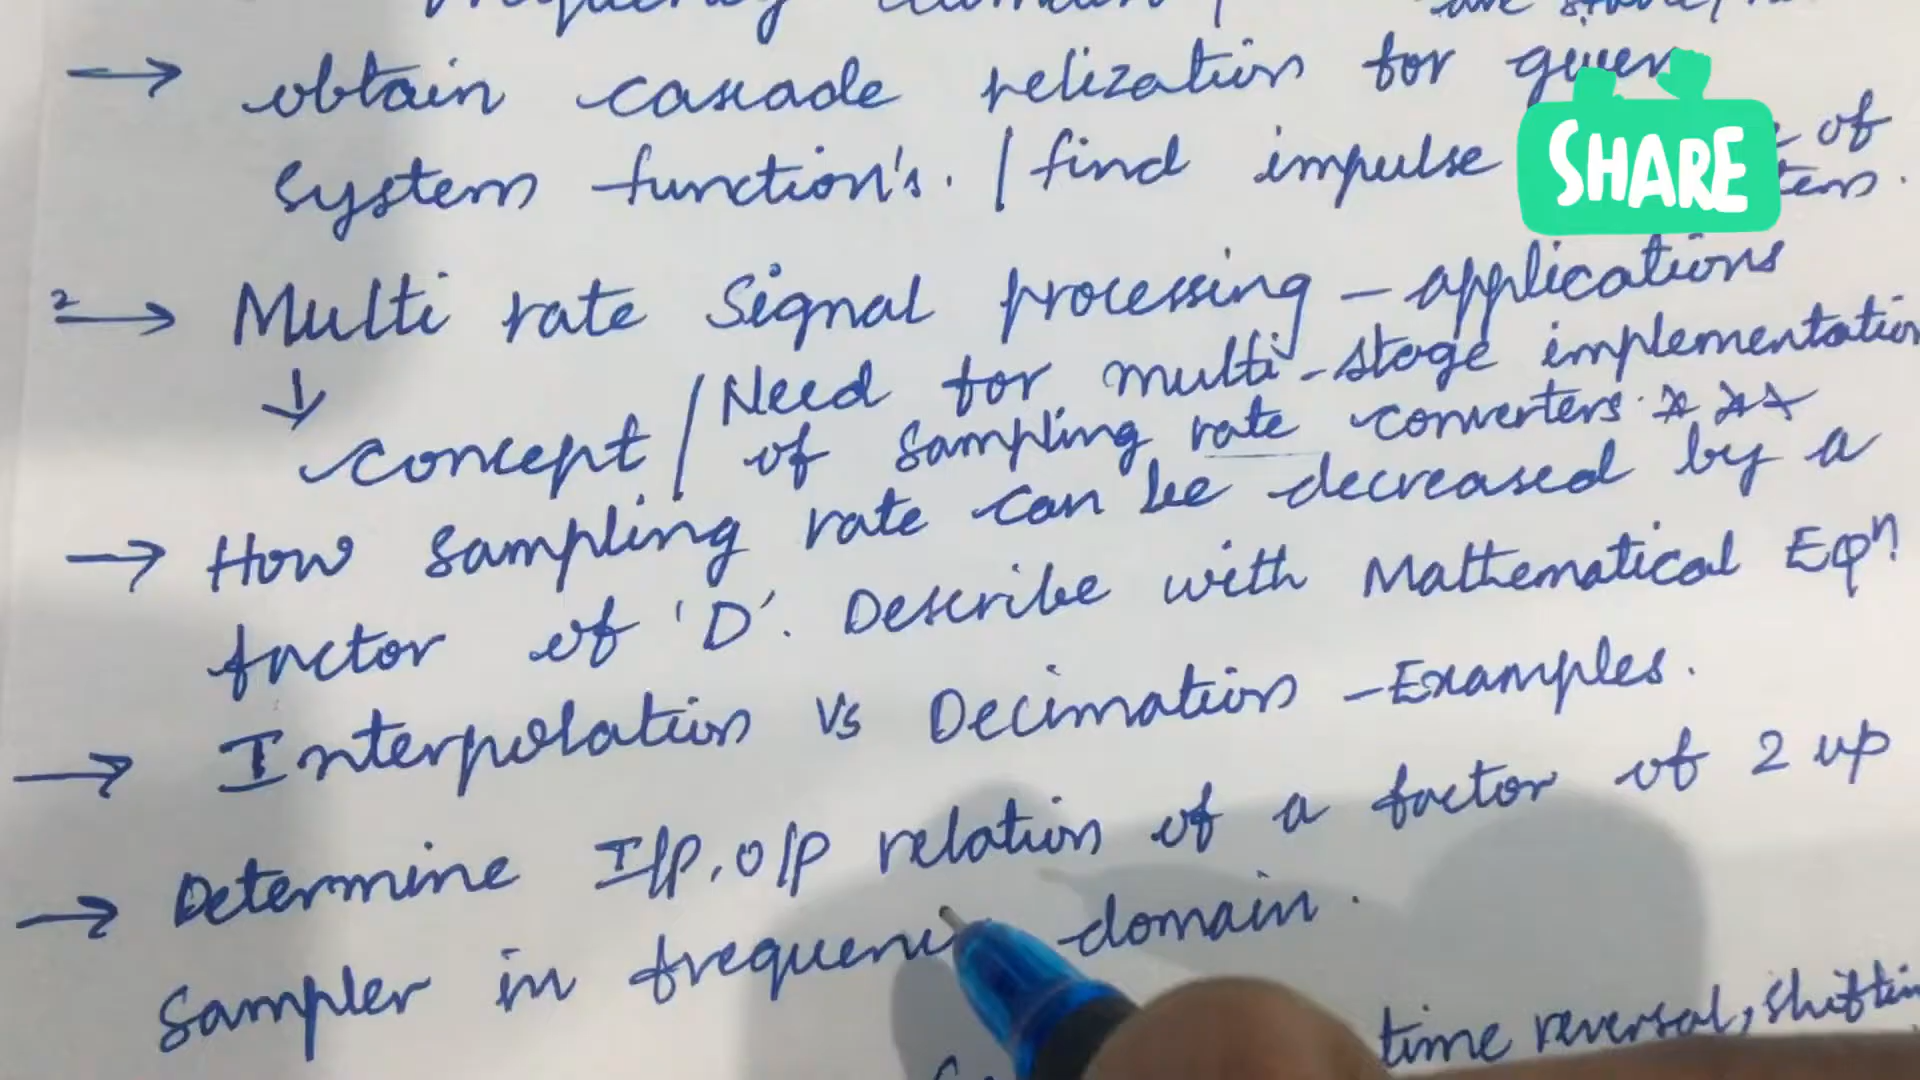 frequency domain /
→ obtain cascade relization for given
system function's. / find impulse of
SHARE
2→ Multi rate Signal processing - applications
↓ concept / Need for multi-stage implementation
of sampling rate converters. ***
→ How sampling rate can be decreased by a
factor of 'D'. Describe with Mathematical Eqⁿ.
→ Interpolation Vs Decimation - Examples.
→ Determine I/p, o/p relation of a factor of 2 up
sampler in domain.
time reversal,